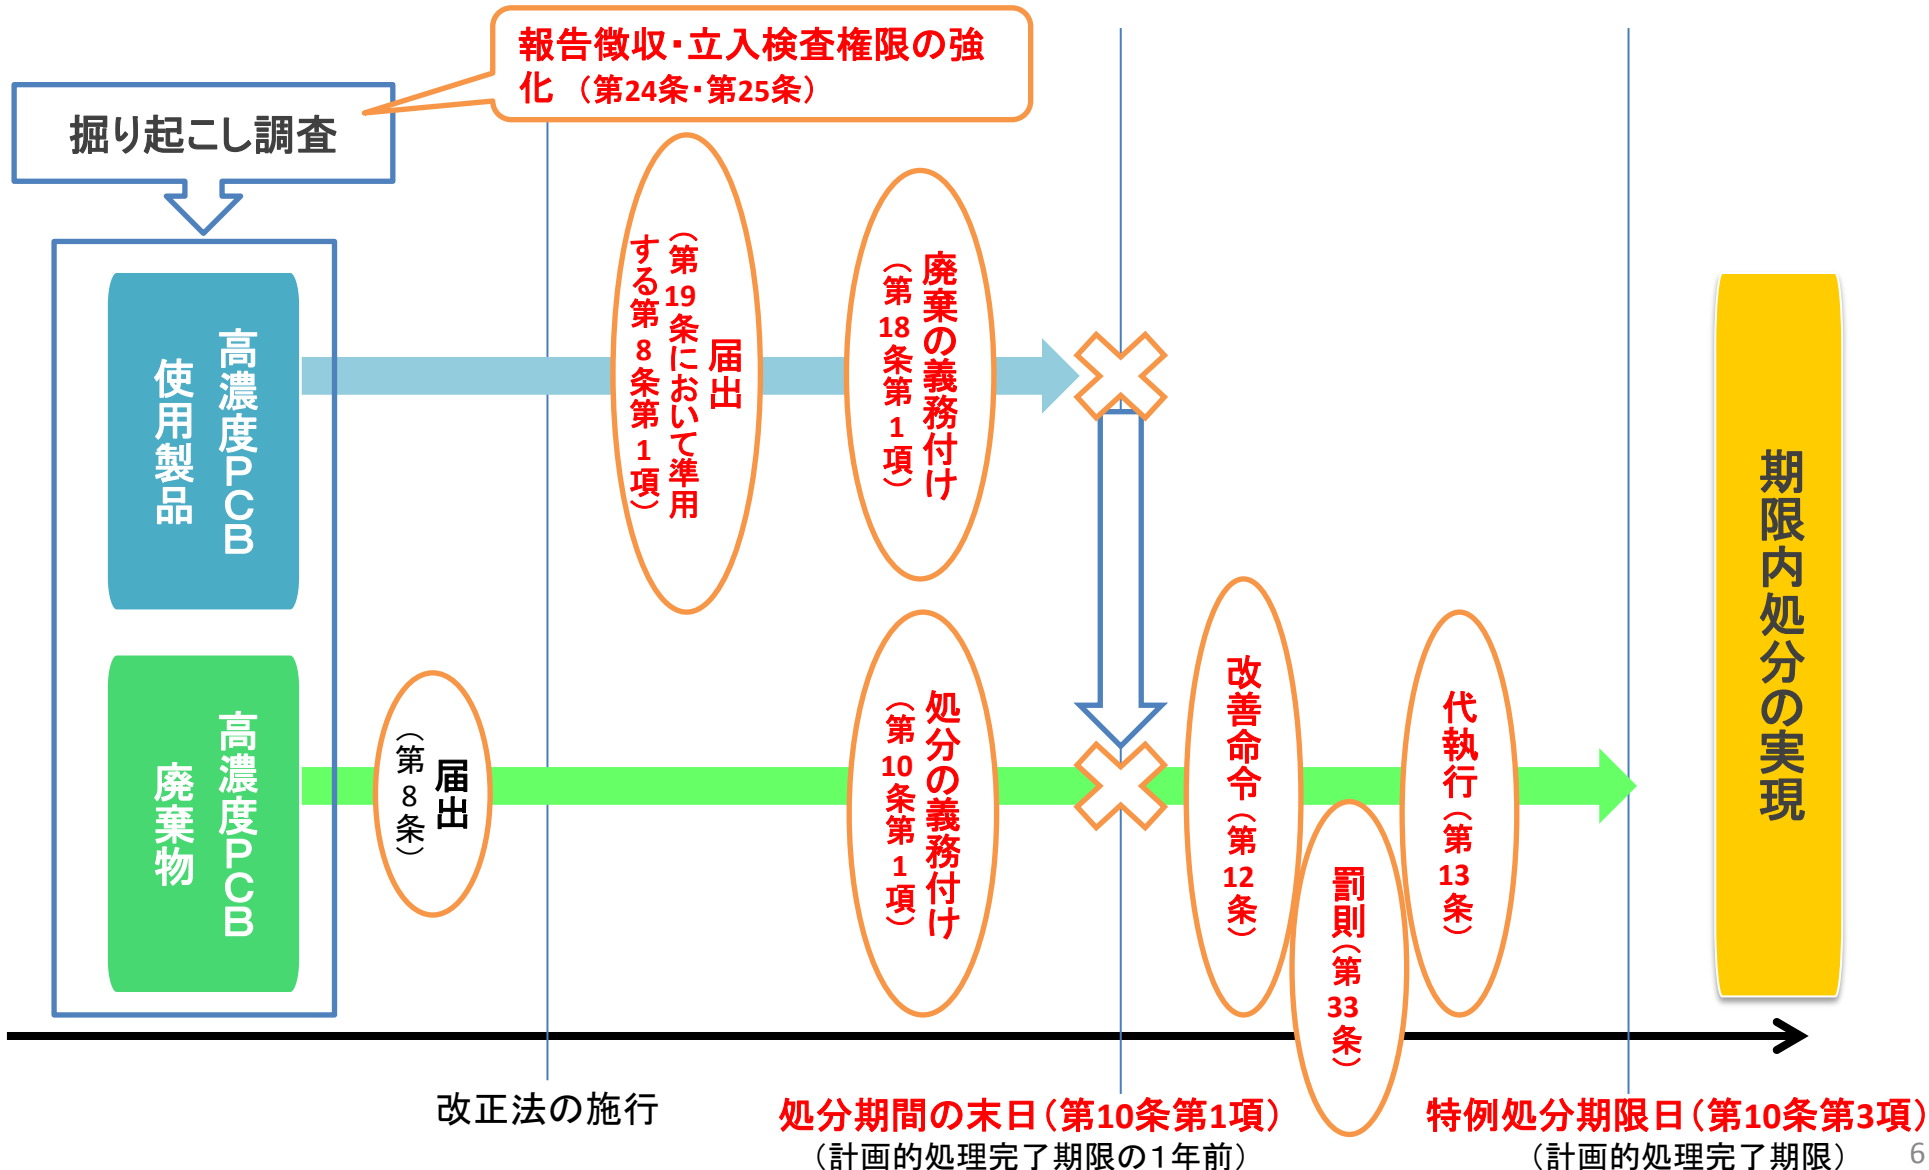 報告徴収・立入検査権限の強
化（第24条・第25条）
掘り起こし調査
高濃度PCB
使用製品
届出
（第19条において準用
する第8条第1項）
廃棄の義務付け
（第18条第1項）
高濃度PCB
廃棄物
届出
（第8条）
処分の義務付け
（第10条第1項）
改善命令（第12条）
罰則（第33条）
代執行（第13条）
期限内処分の実現
改正法の施行
処分期間の末日（第10条第1項）
（計画的処理完了期限の1年前）
特例処分期限日（第10条第3項）
（計画的処理完了期限）
6